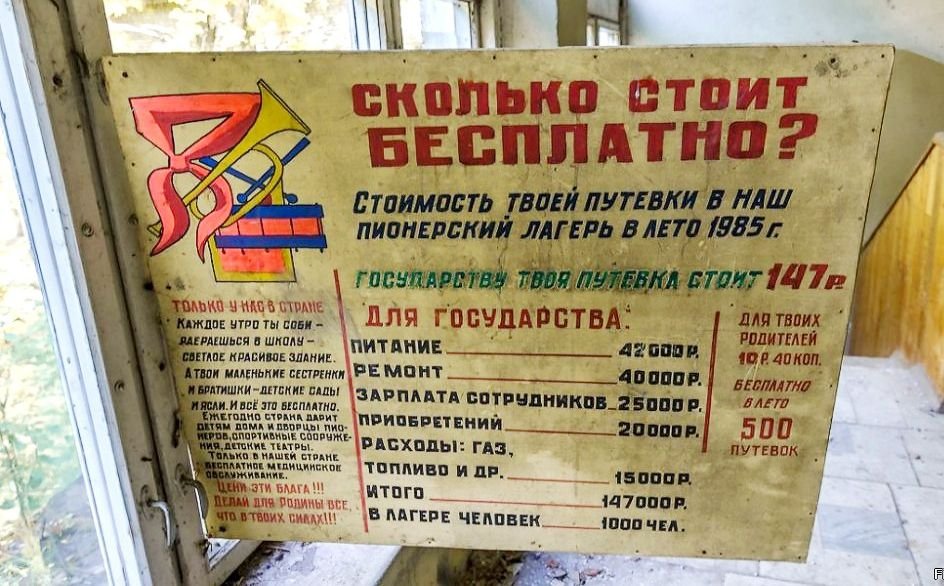 СКОЛЬКО СТОИТ
БЕСПЛАТНО?
СТОИМОСТЬ ТВОЕЙ ПУТЕВКИ В НАШ
ПИОНЕРСКИЙ ЛАГЕРЬ В ЛЕТО 1985 г.
ГОСУДАРСТВУ ТВОЯ ПУТЕВКА СТОИТ 147 Р.
ТОЛЬКО У НАС В СТРАНЕ
КАЖДОЕ УТРО ТЫ СОБИ-
РАЕРАЕШЬСЯ В ШКОЛУ —
СВЕТЛОЕ КРАСИВОЕ ЗДАНИЕ.
А ТВОИ МАЛЕНЬКИЕ СЕСТРЕНКИ
И БРАТИШКИ-ДЕТСКИЕ САДЫ
И ЯСЛИ. И ВСЁ ЭТО БЕСПЛАТНО.
ЕЖЕГОДНО СТРАНА ДАРИТ
ДЕТЯМ ДОМА И ДВОРЦЫ ПИО-
НЕРОВ, СПОРТИВНЫЕ СООРУЖЕ-
НИЯ, ДЕТСКИЕ ТЕАТРЫ.
ТОЛЬКО В НАШЕЙ СТРАНЕ
БЕСПЛАТНОЕ МЕДИЦИНСКОЕ
ОБСЛУЖИВАНИЕ.
ЦЕНИ ЭТИ БЛАГА!!!
ДЕЛАЙ ДЛЯ РОДИНЫ ВСЕ,
ЧТО В ТВОИХ СИЛАХ!!!
ДЛЯ ГОСУДАРСТВА:
ПИТАНИЕ 42000 Р.
РЕМОНТ 40000 Р.
ЗАРПЛАТА СОТРУДНИКОВ 25000 Р.
ПРИОБРЕТЕНИЙ 20000 Р.
РАСХОДЫ: ГАЗ,
ТОПЛИВО И ДР. 15000 Р.
ИТОГО 147000 Р.
В ЛАГЕРЕ ЧЕЛОВЕК 1000 ЧЕЛ.
ДЛЯ ТВОИХ
РОДИТЕЛЕЙ
10 Р. 40 КОП.
БЕСПЛАТНО
В ЛЕТО
500
ПУТЕВОК